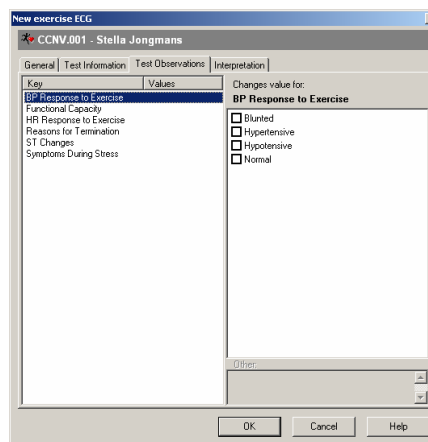 New exercise ECG
CCNV.001 - Stella Jongmans
General Test Information Test Observations Interpretation
Key Values
BP Response to Exercise
Functional Capacity
HR Response to Exercise
Reasons for Termination
ST Changes
Symptoms During Stress
Changes value for:
BP Response to Exercise
Blunted
Hypertensive
Hypotensive
Normal
Other:
OK Cancel Help